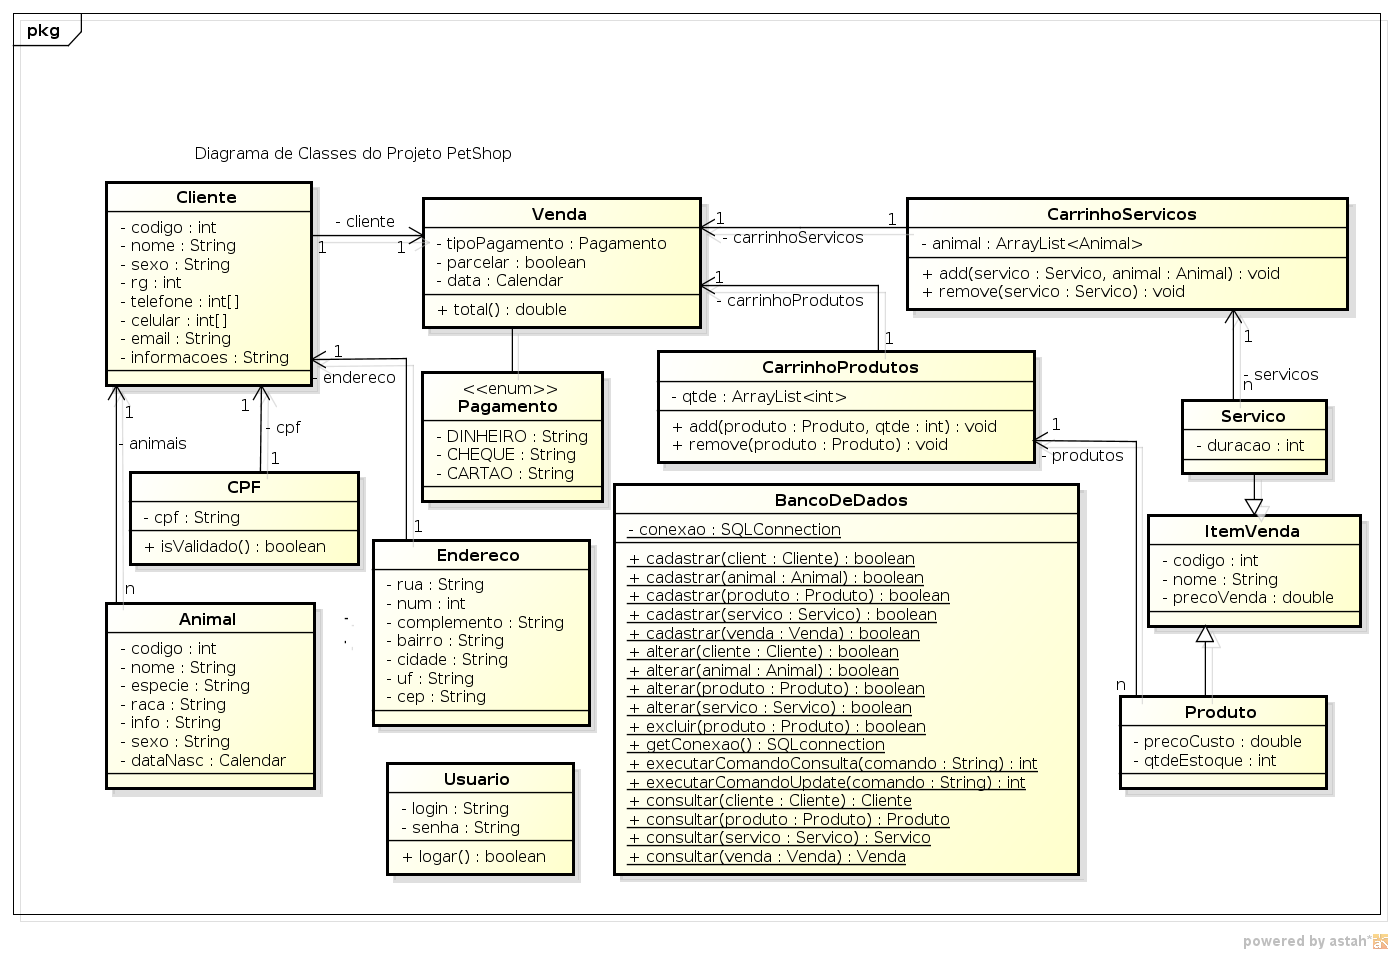 pkg
Diagrama de Classes do Projeto PetShop
Cliente
- codigo : int
- nome : String
- sexo : String
- rg : int
- telefone : int[]
- celular : int[]
- email : String
- informacoes : String
- cliente
1
1
Venda
- tipoPagamento : Pagamento
- parcelar : boolean
- data : Calendar
+ total() : double
1
1
- carrinhoServicos
CarrinhoServicos
- animal : ArrayList<Animal>
+ add(servico : Servico, animal : Animal) : void
+ remove(servico : Servico) : void
1
- carrinhoProdutos
1
1
- endereco
1
<<enum>>
Pagamento
- DINHEIRO : String
- CHEQUE : String
- CARTAO : String
CarrinhoProdutos
- qtde : ArrayList<int>
+ add(produto : Produto, qtde : int) : void
+ remove(produto : Produto) : void
1
- servicos
n
1
- produtos
n
Servico
- duracao : int
1
- animais
n
1
- cpf
1
CPF
- cpf : String
+ isValidado() : boolean
Endereco
- rua : String
- num : int
- complemento : String
- bairro : String
- cidade : String
- uf : String
- cep : String
BancoDeDados
- conexao : SQLConnection
+ cadastrar(client : Cliente) : boolean
+ cadastrar(animal : Animal) : boolean
+ cadastrar(produto : Produto) : boolean
+ cadastrar(servico : Servico) : boolean
+ cadastrar(venda : Venda) : boolean
+ alterar(cliente : Cliente) : boolean
+ alterar(animal : Animal) : boolean
+ alterar(produto : Produto) : boolean
+ alterar(servico : Servico) : boolean
+ excluir(produto : Produto) : boolean
+ getConexao() : SQLconnection
+ executarComandoConsulta(comando : String) : int
+ executarComandoUpdate(comando : String) : int
+ consultar(cliente : Cliente) : Cliente
+ consultar(produto : Produto) : Produto
+ consultar(servico : Servico) : Servico
+ consultar(venda : Venda) : Venda
ItemVenda
- codigo : int
- nome : String
- precoVenda : double
Animal
- codigo : int
- nome : String
- especie : String
- raca : String
- info : String
- sexo : String
- dataNasc : Calendar
Produto
- precoCusto : double
- qtdeEstoque : int
Usuario
- login : String
- senha : String
+ logar() : boolean
powered by astah*